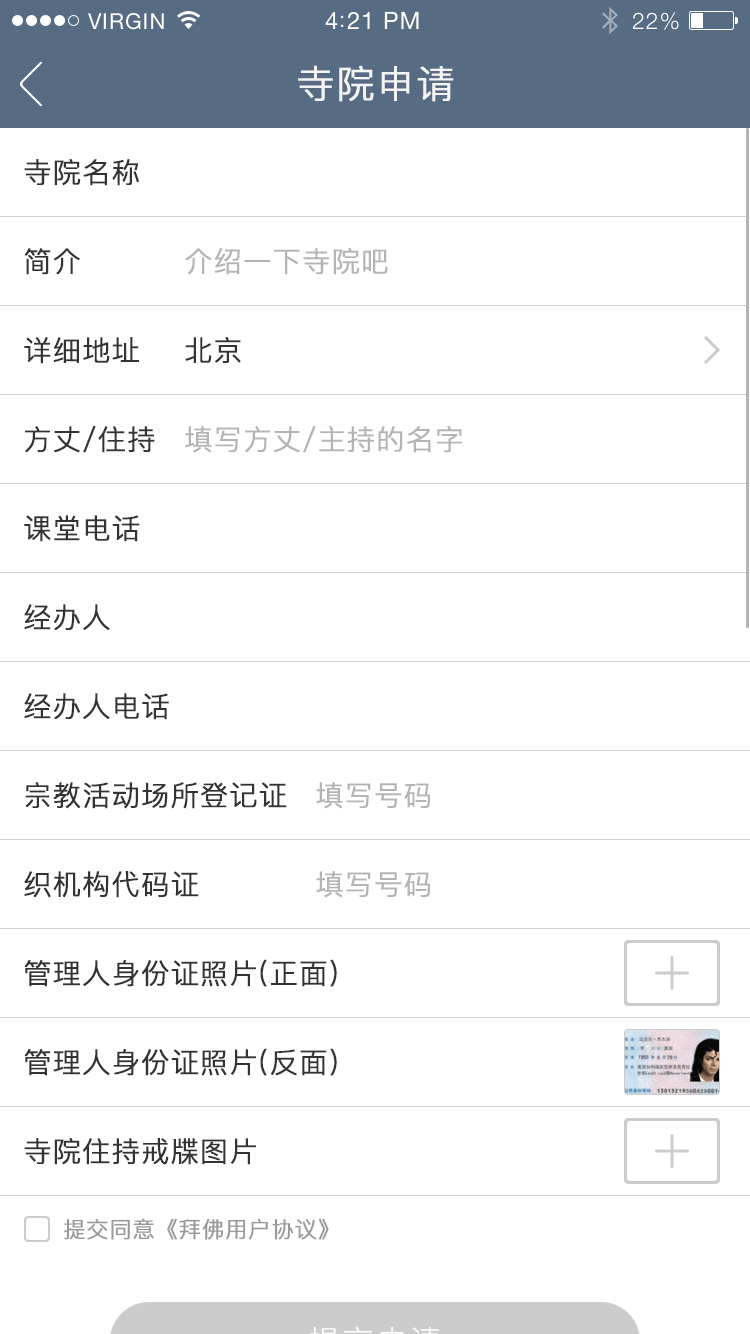 VIRGIN 4:21 PM 22%
寺院申请
寺院名称
简介 介绍一下寺院吧
详细地址 北京
方丈/住持 填写方丈/主持的名字
课堂电话
经办人
经办人电话
宗教活动场所登记证 填写号码
织机构代码证 填写号码
管理人身份证照片(正面)
管理人身份证照片(反面)
寺院住持戒牒图片
提交同意《拜佛用户协议》
提交申请